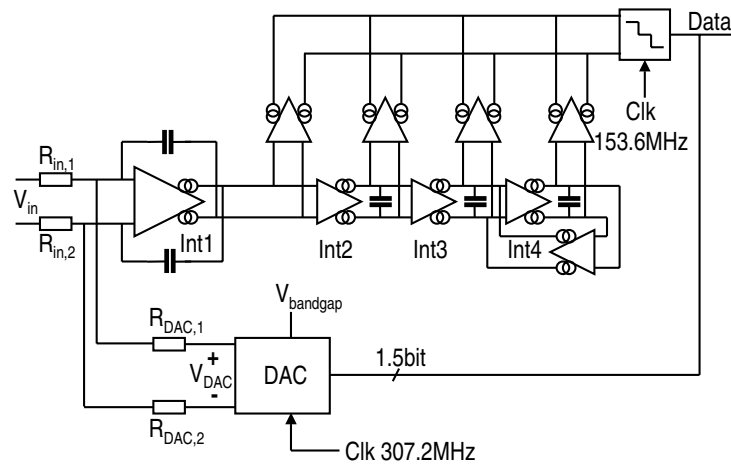 Data
Clk
153.6MHz
R_in,1
V_in
R_in,2
Int1
Int2
Int3
Int4
V_bandgap
R_DAC,1
+
V_DAC
-
DAC
1.5bit
R_DAC,2
Clk 307.2MHz